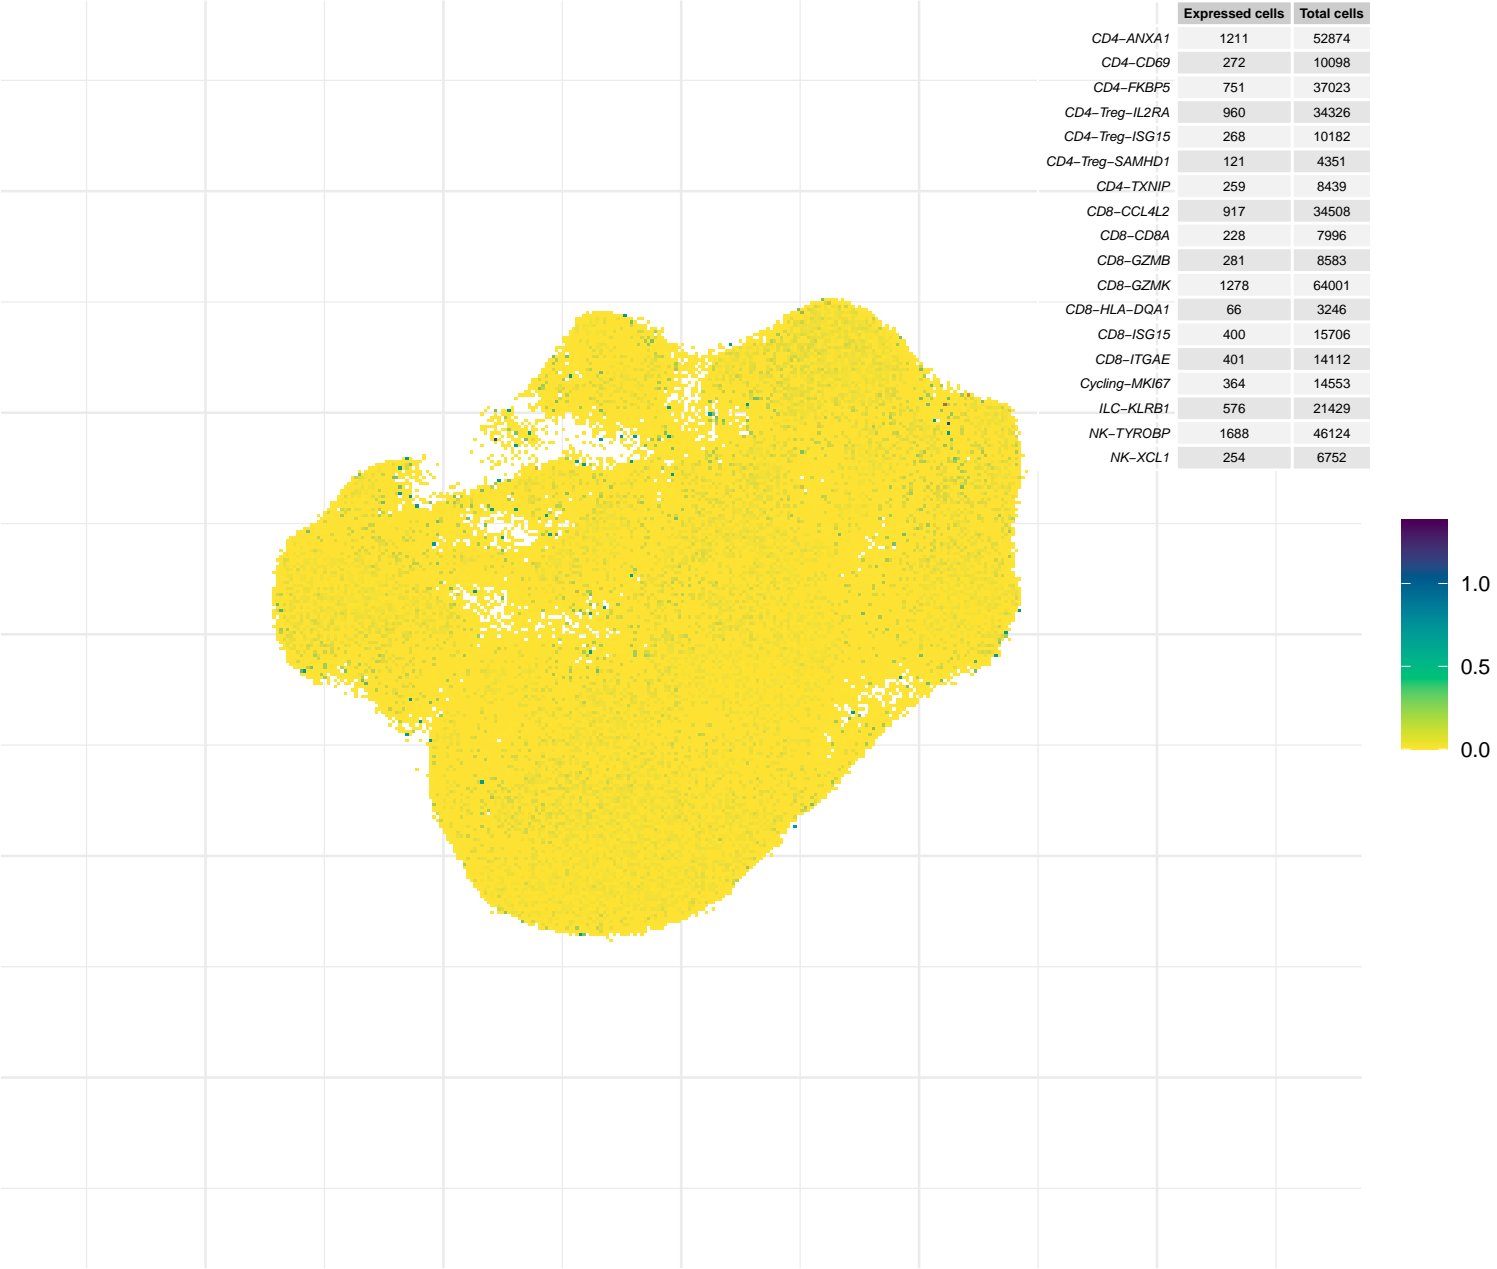 Expressed cells Total cells
CD4−ANXA1 1211 52874
CD4−CD69 272 10098
CD4−FKBP5 751 37023
CD4−Treg−IL2RA 960 34326
CD4−Treg−ISG15 268 10182
CD4−Treg−SAMHD1 121 4351
CD4−TXNIP 259 8439
CD8−CCL4L2 917 34508
CD8−CD8A 228 7996
CD8−GZMB 281 8583
CD8−GZMK 1278 64001
CD8−HLA−DQA1 66 3246
CD8−ISG15 400 15706
CD8−ITGAE 401 14112
Cycling−MKI67 364 14553
ILC−KLRB1 576 21429
NK−TYROBP 1688 46124
NK−XCL1 254 6752
1.0
0.5
0.0